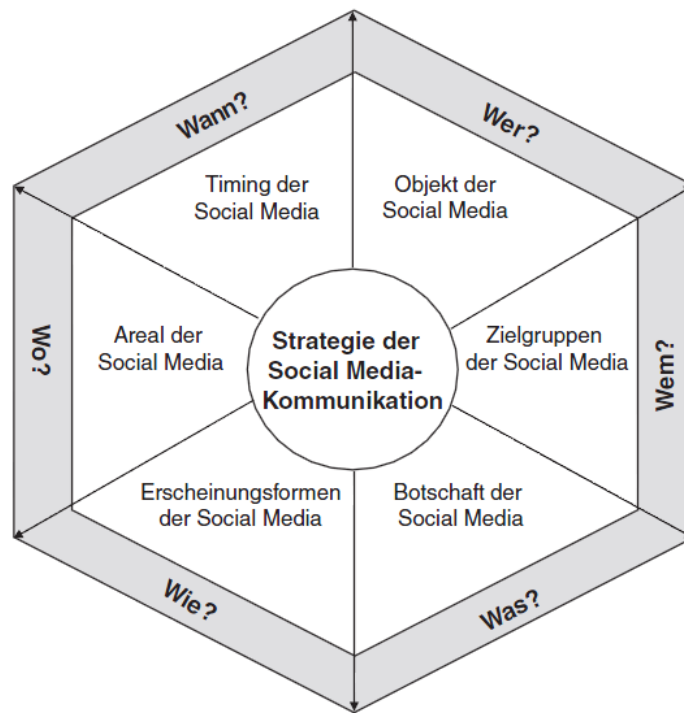 Wann?
Wer?
Timing der
Social Media
Objekt der
Social Media
Wo?
Areal der
Social Media
Strategie der
Social Media-
Kommunikation
Zielgruppen
der Social Media
Wem?
Erscheinungsformen
der Social Media
Botschaft der
Social Media
Wie?
Was?